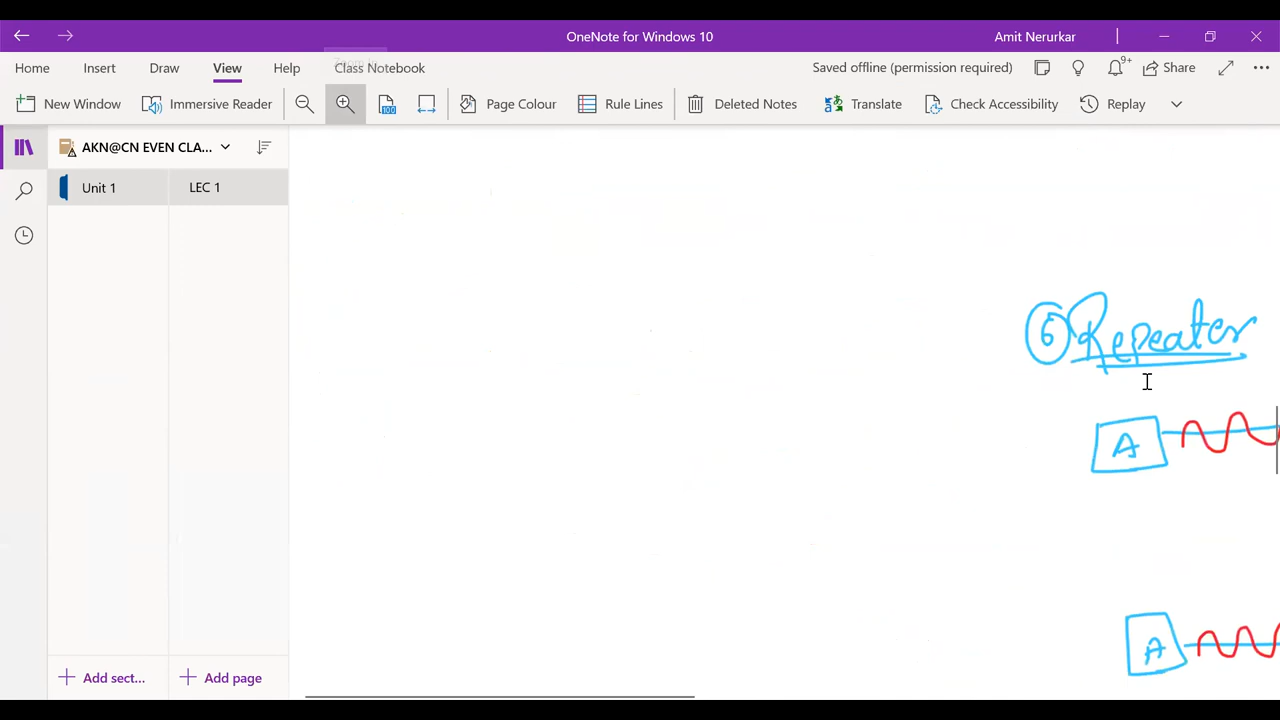 OneNote for Windows 10
Amit Nerurkar
Home
Insert
Draw
View
Help
Class Notebook
Saved offline (permission required)
9+
Share
New Window
Immersive Reader
100
Page Colour
Rule Lines
Deleted Notes
Translate
Check Accessibility
Replay
AKN@CN EVEN CLA...
Unit 1
LEC 1
6 Repeater
A
A
Add sect...
Add page